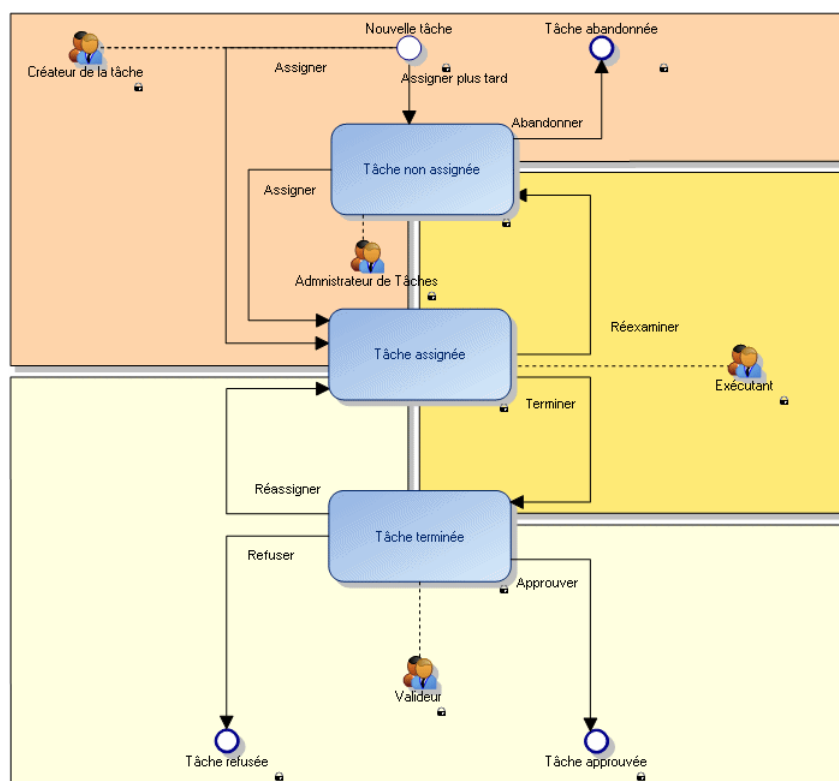 Nouvelle tâche
Tâche abandonnée
Créateur de la tâche
Assigner
Assigner plus tard
Abandonner
Tâche non assignée
Assigner
Admnistrateur de Tâches
Réexaminer
Tâche assignée
Exécutant
Terminer
Réassigner
Tâche terminée
Refuser
Approuver
Valideur
Tâche refusée
Tâche approuvée